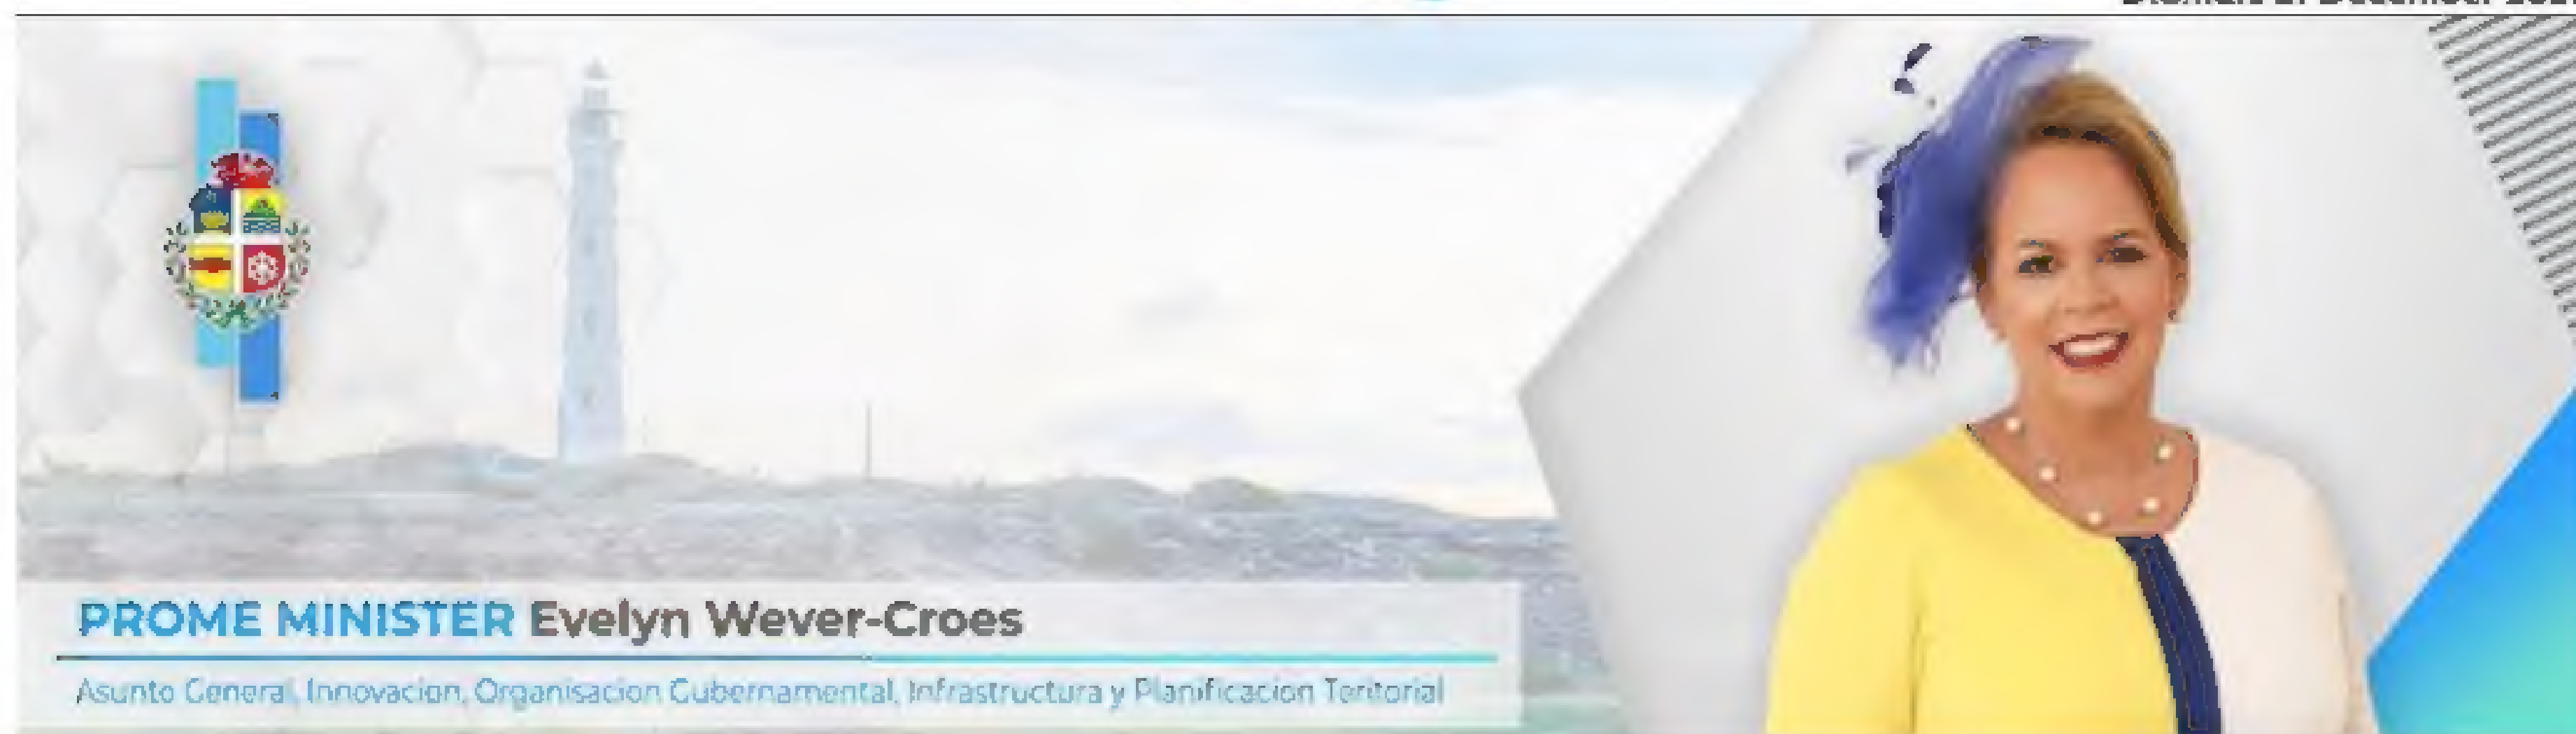 PROME MINISTER Evelyn Wever-Croes
Asunto General, Innovacion, Organisacion Gubernamental, Infrastructura y Planificacion Teritorial